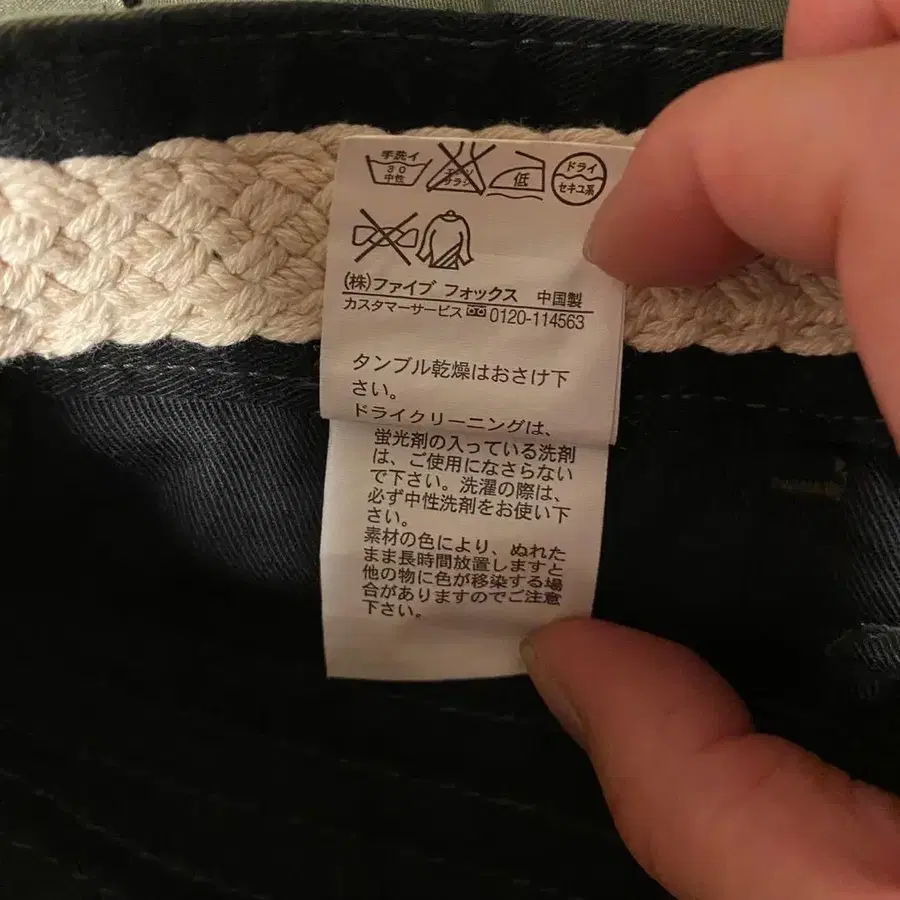 手洗イ
30
中性
エンソ
サラシ
低
ドライ
セキユ系
(株)ファイブ フォックス 中国製
カスタマーサービス 0120-114563
タンブル乾燥はおさけ下
さい。
ドライクリーニングは、
蛍光剤の入っている洗剤
は、ご使用になさらない
で下さい。洗濯の際は、
必ず中性洗剤をお使い下
さい。
素材の色により、ぬれた
まま長時間放置しますと
他の物に色が移染する場
合がありますのでご注意
下さい。